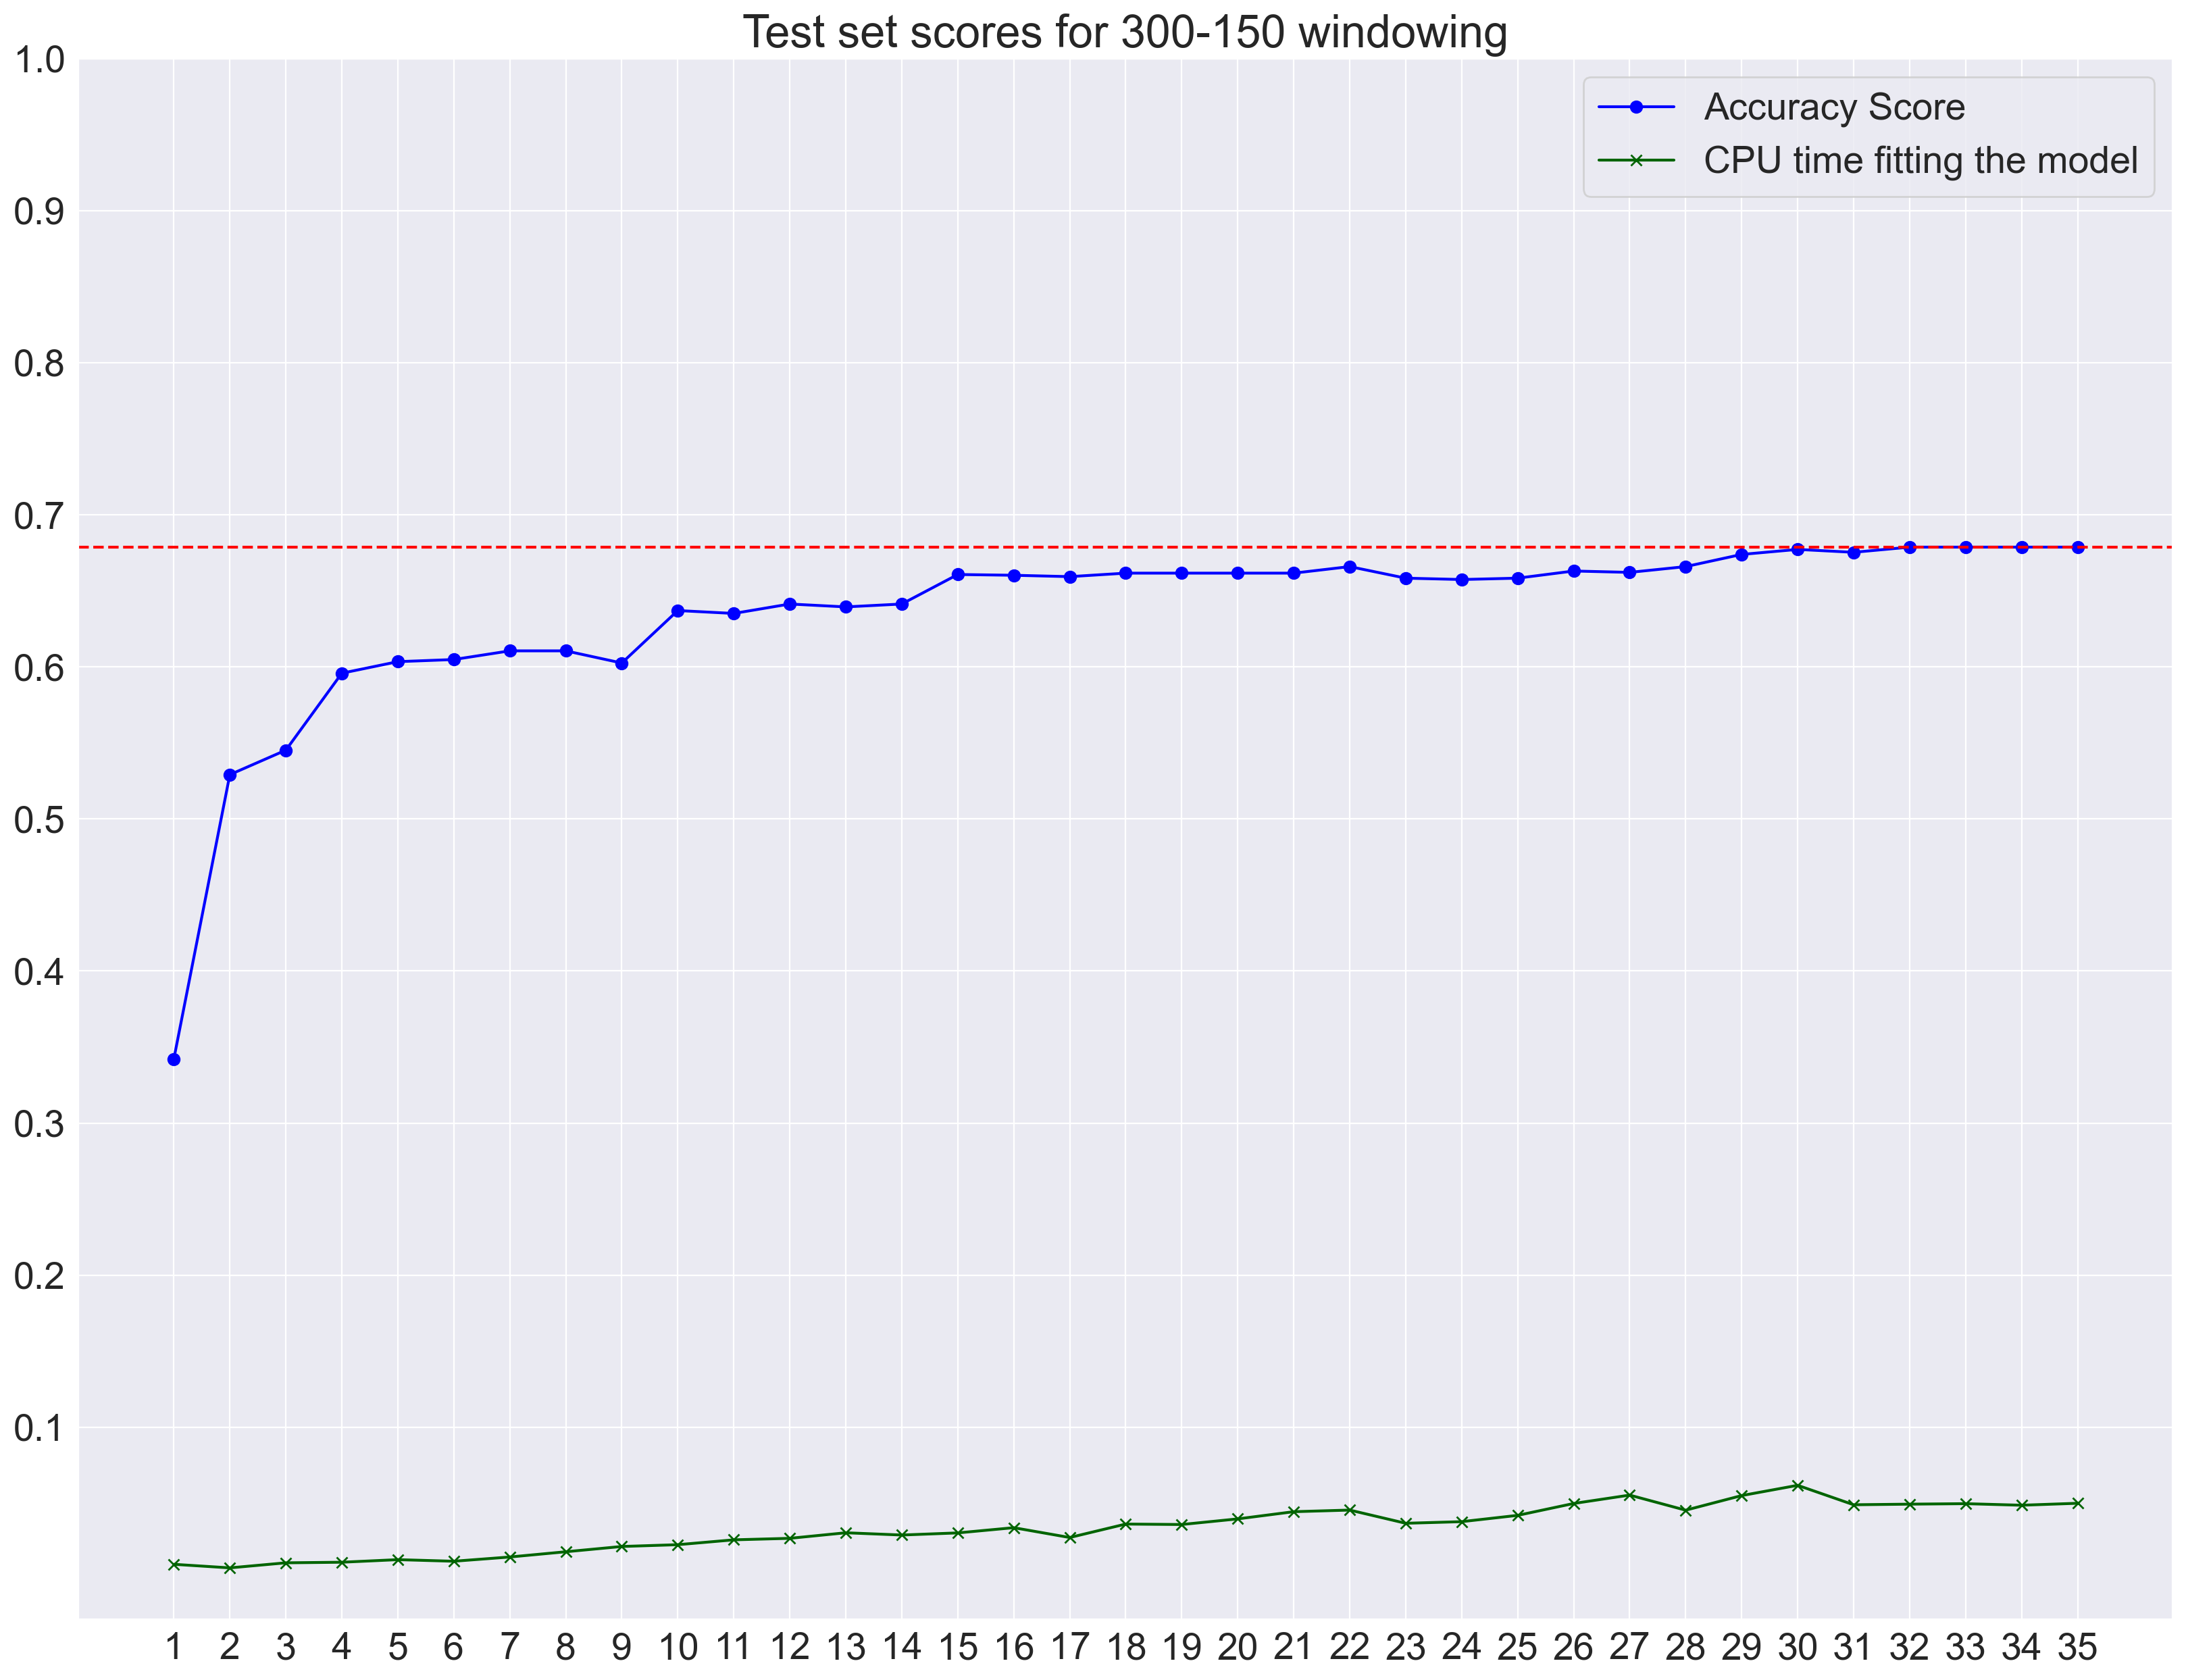 Test set scores for 300-150 windowing
1.0
0.9
0.8
0.7
0.6
0.5
0.4
0.3
0.2
0.1
Accuracy Score
CPU time fitting the model
1 2 3 4 5 6 7 8 9 10 11 12 13 14 15 16 17 18 19 20 21 22 23 24 25 26 27 28 29 30 31 32 33 34 35